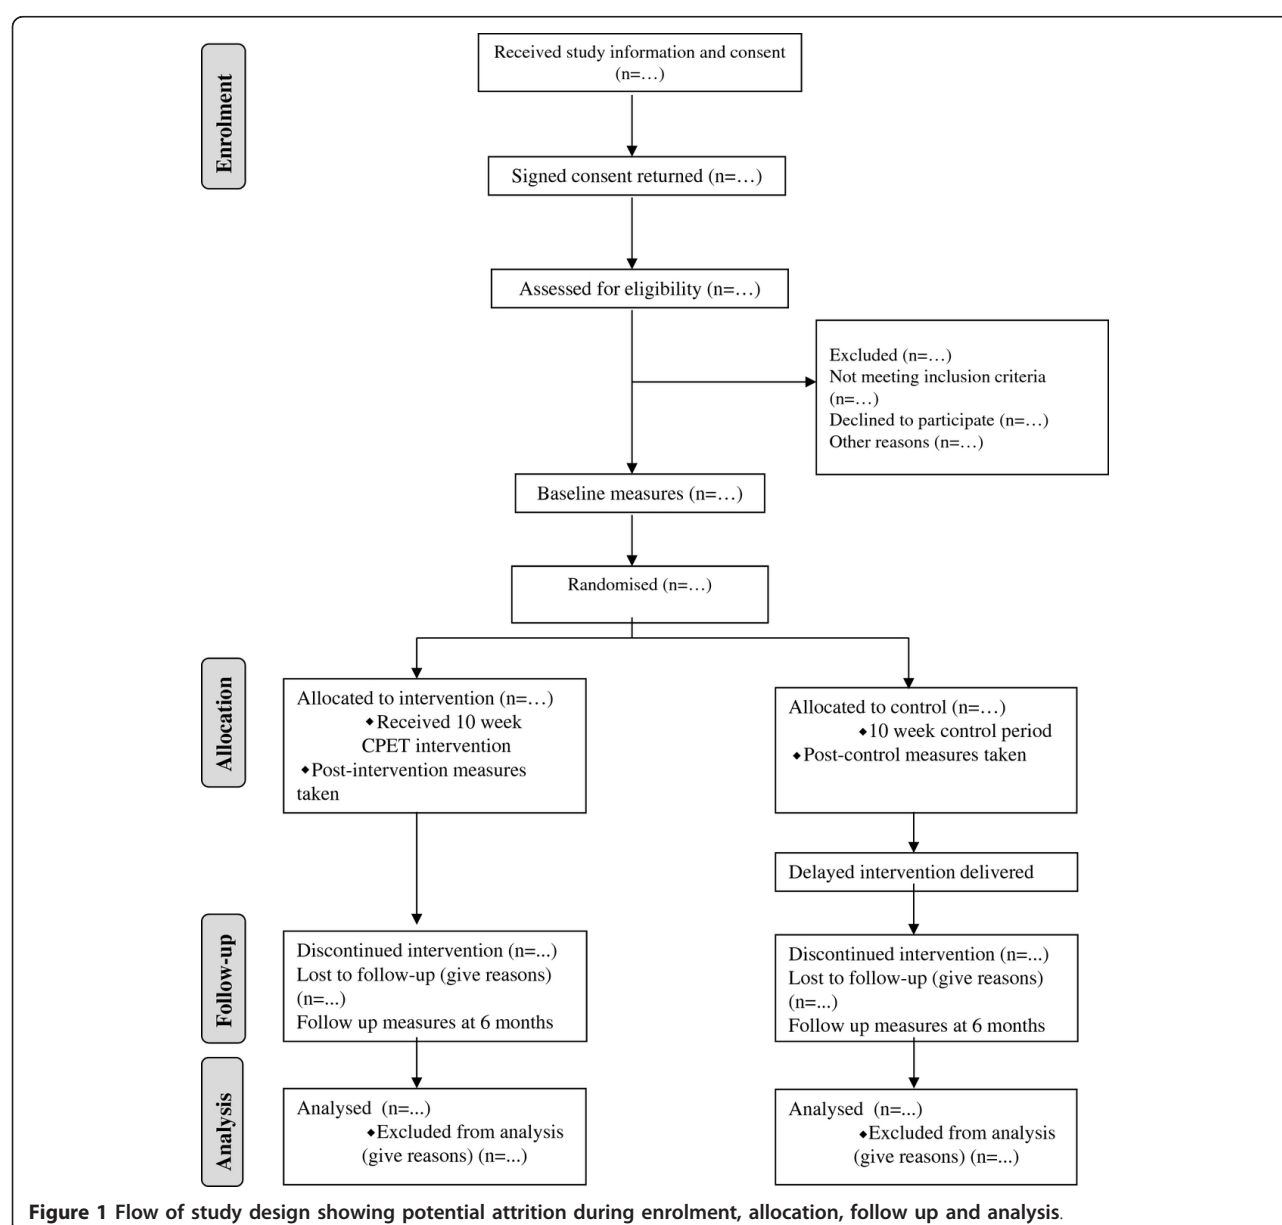 Enrolment
Received study information and consent
(n=…)
Signed consent returned (n=…)
Assessed for eligibility (n=…)
Excluded (n=…)
Not meeting inclusion criteria
(n=…)
Declined to participate (n=…)
Other reasons (n=…)
Baseline measures (n=…)
Randomised (n=…)
Allocation
Allocated to intervention (n=…)
◆Received 10 week
CPET intervention
◆Post-intervention measures
taken
Allocated to control (n=…)
◆10 week control period
◆Post-control measures taken
Delayed intervention delivered
Follow-up
Discontinued intervention (n=...)
Lost to follow-up (give reasons)
(n=...)
Follow up measures at 6 months
Discontinued intervention (n=...)
Lost to follow-up (give reasons)
(n=...)
Follow up measures at 6 months
Analysis
Analysed (n=...)
◆Excluded from analysis
(give reasons) (n=...)
Analysed (n=...)
◆Excluded from analysis
(give reasons) (n=...)
Figure 1 Flow of study design showing potential attrition during enrolment, allocation, follow up and analysis.